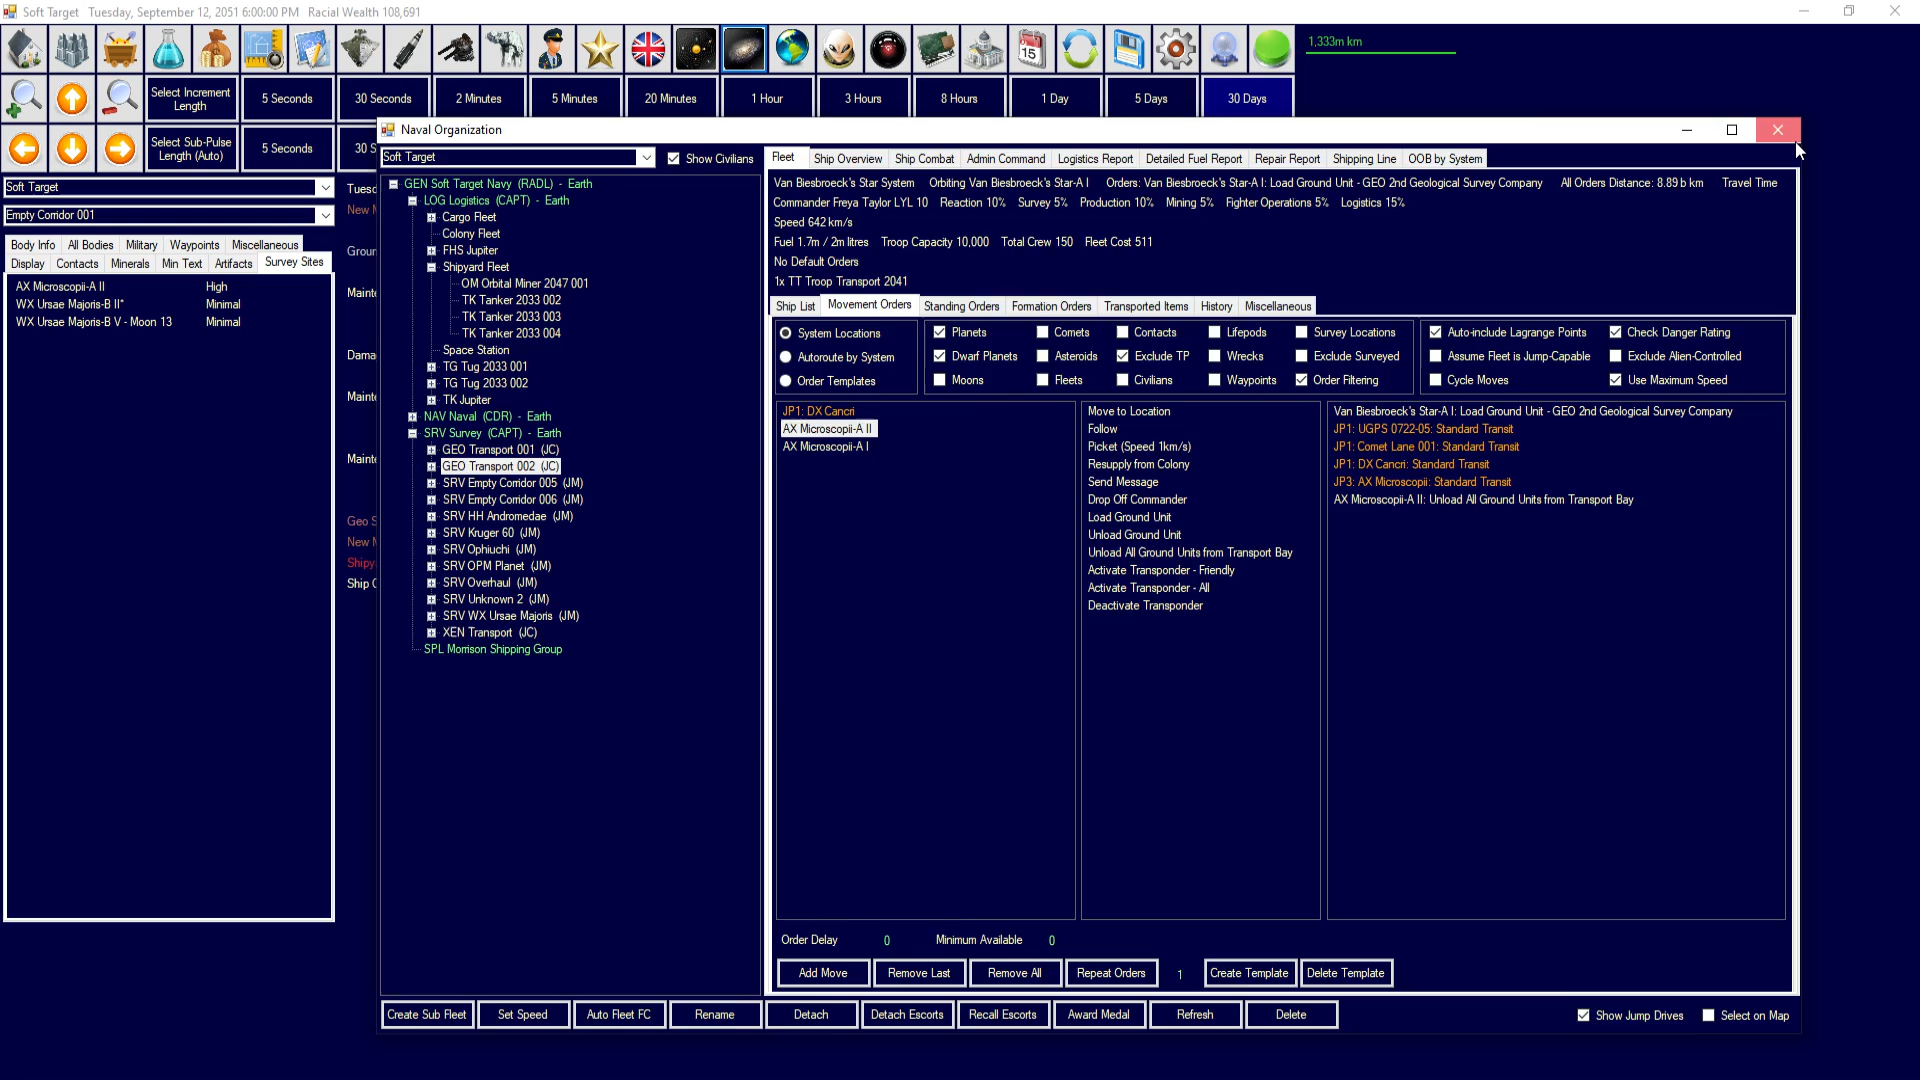 Soft Target Tuesday, September 12, 2051 6:00:00 PM Racial Wealth 108,691
1,333m km
15
Select Increment Length
5 Seconds
30 Seconds
2 Minutes
5 Minutes
20 Minutes
1 Hour
3 Hours
8 Hours
1 Day
5 Days
30 Days
Select Sub-Pulse Length (Auto)
5 Seconds
30 S
Soft Target
Empty Corridor 001
Body Info All Bodies Military Waypoints Miscellaneous
Display Contacts Minerals Min Text Artifacts Survey Sites
AX Microscopii-A II High
WX Ursae Majoris-B II* Minimal
WX Ursae Majoris-B V - Moon 13 Minimal
Tuesd
New M
Groun
Mainte
Dama
Mainte
Mainte
Geo S
New M
Shipy
Ship C
Naval Organization
Soft Target
Show Civilians
GEN Soft Target Navy (RADL) - Earth
LOG Logistics (CAPT) - Earth
Cargo Fleet
Colony Fleet
FHS Jupiter
Shipyard Fleet
OM Orbital Miner 2047 001
TK Tanker 2033 002
TK Tanker 2033 003
TK Tanker 2033 004
Space Station
TG Tug 2033 001
TG Tug 2033 002
TK Jupiter
NAV Naval (CDR) - Earth
SRV Survey (CAPT) - Earth
GEO Transport 001 (JC)
GEO Transport 002 (JC)
SRV Empty Corridor 005 (JM)
SRV Empty Corridor 006 (JM)
SRV HH Andromedae (JM)
SRV Kruger 60 (JM)
SRV Ophiuchi (JM)
SRV OPM Planet (JM)
SRV Overhaul (JM)
SRV Unknown 2 (JM)
SRV WX Ursae Majoris (JM)
XEN Transport (JC)
SPL Morrison Shipping Group
Fleet Ship Overview Ship Combat Admin Command Logistics Report Detailed Fuel Report Repair Report Shipping Line OOB by System
Van Biesbroeck's Star System Orbiting Van Biesbroeck's Star-A I Orders: Van Biesbroeck's Star-A I: Load Ground Unit - GEO 2nd Geological Survey Company All Orders Distance: 8.89 b km Travel Time
Commander Freya Taylor LYL 10 Reaction 10% Survey 5% Production 10% Mining 5% Fighter Operations 5% Logistics 15%
Speed 642 km/s
Fuel 1.7m / 2m litres Troop Capacity 10,000 Total Crew 150 Fleet Cost 511
No Default Orders
1x TT Troop Transport 2041
Ship List Movement Orders Standing Orders Formation Orders Transported Items History Miscellaneous
System Locations Planets Comets Contacts Lifepods Survey Locations Auto-include Lagrange Points Check Danger Rating
Autoroute by System Dwarf Planets Asteroids Exclude TP Wrecks Exclude Surveyed Assume Fleet is Jump-Capable Exclude Alien-Controlled
Order Templates Moons Fleets Civilians Waypoints Order Filtering Cycle Moves Use Maximum Speed
JP1: DX Cancri
AX Microscopii-A II
AX Microscopii-A I
Move to Location
Follow
Picket (Speed 1km/s)
Resupply from Colony
Send Message
Drop Off Commander
Load Ground Unit
Unload Ground Unit
Unload All Ground Units from Transport Bay
Activate Transponder - Friendly
Activate Transponder - All
Deactivate Transponder
Van Biesbroeck's Star-A I: Load Ground Unit - GEO 2nd Geological Survey Company
JP1: UGPS 0722-05: Standard Transit
JP1: Comet Lane 001: Standard Transit
JP1: DX Cancri: Standard Transit
JP3: AX Microscopii: Standard Transit
AX Microscopii-A II: Unload All Ground Units from Transport Bay
Order Delay 0 Minimum Available 0
Add Move Remove Last Remove All Repeat Orders 1 Create Template Delete Template
Create Sub Fleet Set Speed Auto Fleet FC Rename Detach Detach Escorts Recall Escorts Award Medal Refresh Delete Show Jump Drives Select on Map